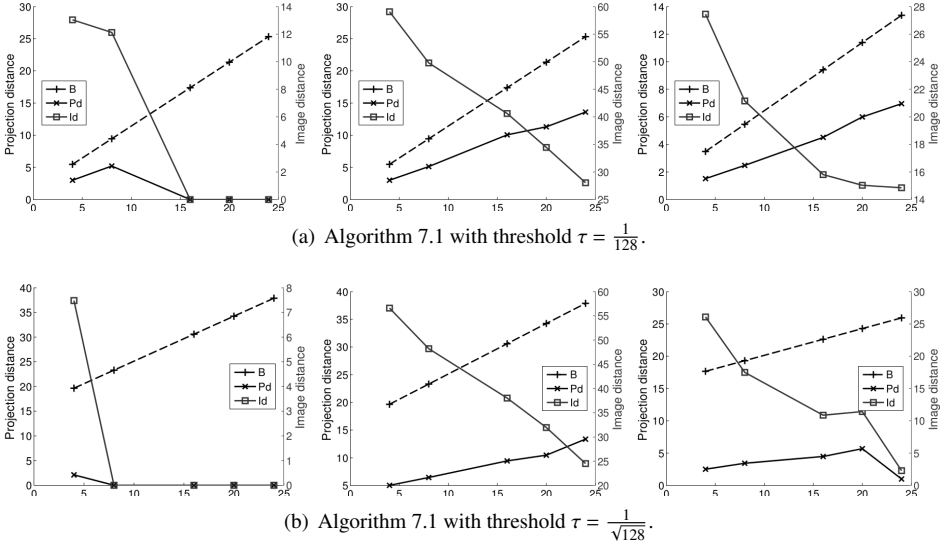 Projection distance
30
25
20
15
10
5
0
B
Pd
Id
14
12
10
8
6
4
2
0
Image distance
0 5 10 15 20 25
Projection distance
30
25
20
15
10
5
0
B
Pd
Id
60
55
50
45
40
35
30
25
Image distance
0 5 10 15 20 25
Projection distance
14
12
10
8
6
4
2
0
B
Pd
Id
28
26
24
22
20
18
16
14
Image distance
0 5 10 15 20 25
(a) Algorithm 7.1 with threshold τ = 1/128.
Projection distance
40
35
30
25
20
15
10
5
0
B
Pd
Id
8
7
6
5
4
3
2
1
0
Image distance
0 5 10 15 20 25
Projection distance
40
35
30
25
20
15
10
5
B
Pd
Id
60
55
50
45
40
35
30
25
20
Image distance
0 5 10 15 20 25
Projection distance
30
25
20
15
10
5
0
B
Pd
Id
30
25
20
15
10
5
0
Image distance
0 5 10 15 20 25
(b) Algorithm 7.1 with threshold τ = 1/√128.